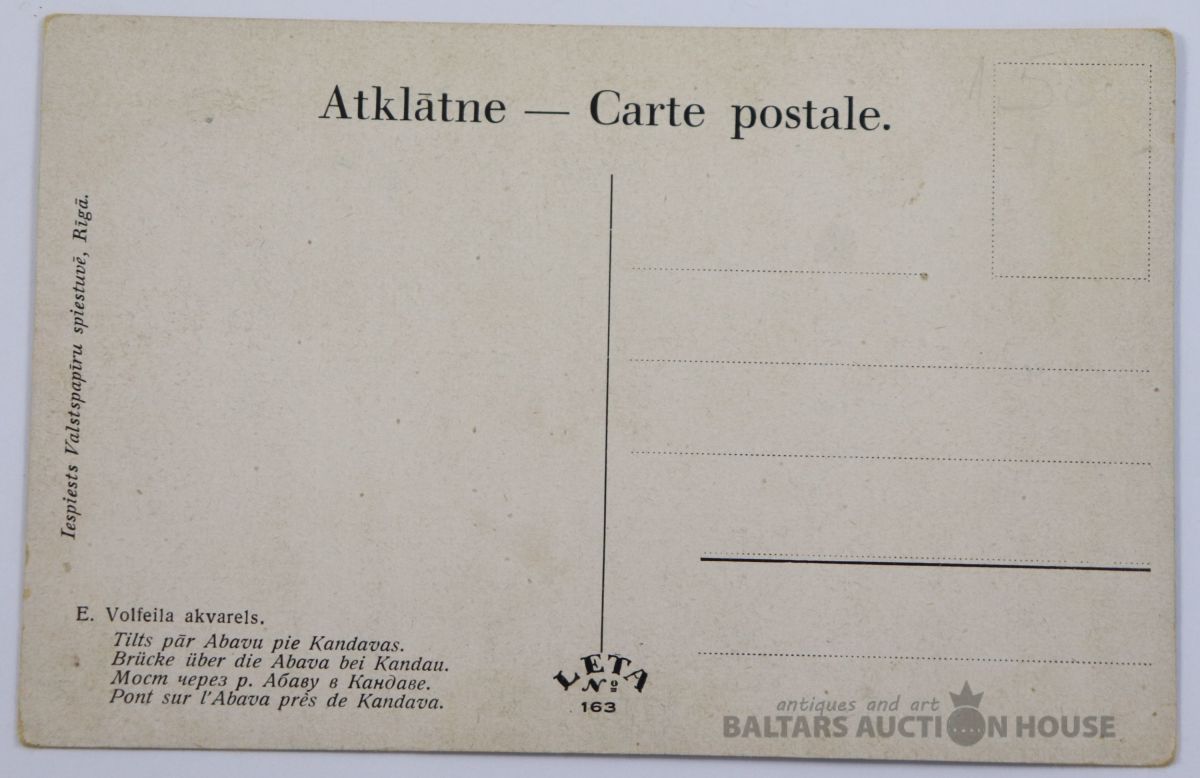 Atklātne — Carte postale.
Iespiests Valstspapīru spiestuvē, Rīgā.
E. Volfeila akvarels.
Tilts pār Abavu pie Kandavas.
Brücke über die Abava bei Kandau.
Мост через р. Абаву в Кандаве.
Pont sur l'Abava près de Kandava.
LETA
№
163
antiques and art
BALTARS AUCTION HOUSE